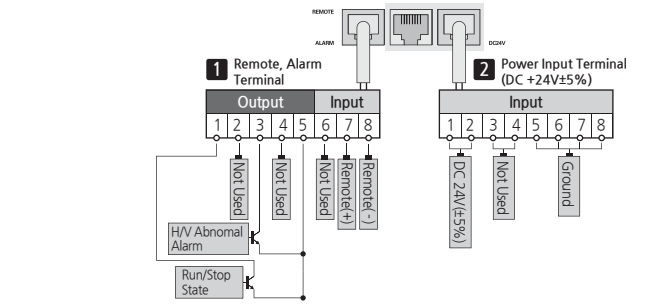 REMOTE
ALARM
DC24V
1 Remote, Alarm
Terminal
Output Input
1 2 3 4 5 6 7 8
Not Used
Not Used
Not Used
Remote(+)
Remote(-)
H/V Abnomal
Alarm
Run/Stop
State
2 Power Input Terminal
(DC +24V±5%)
Input
1 2 3 4 5 6 7 8
DC 24V(±5%)
Not Used
Ground